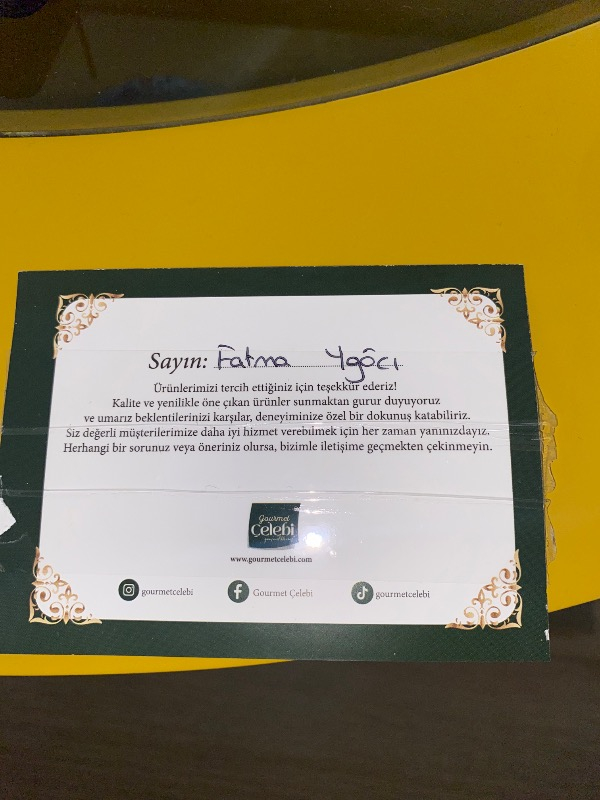 Sayın: Fatma
Ürünlerimizi tercih ettiğiniz için teşekkür ederiz!
Kalite ve yenilikle öne çıkan ürünler sunmaktan gurur duyuyoruz
ve umarız beklentilerinizi karşılar, deneyiminize özel bir dokunuş katabiliriz.
Siz değerli müşterilerimize daha iyi hizmet verebilmek için her zaman yanınızdayız.
Herhangi bir sorunuz veya öneriniz olursa, bizimle iletişime geçmekten çekinmeyin.
Gourmet
Çelebi
www.gourmetcelebi.com
gourmetcelebi Gourmet Çelebi gourmetcelebi